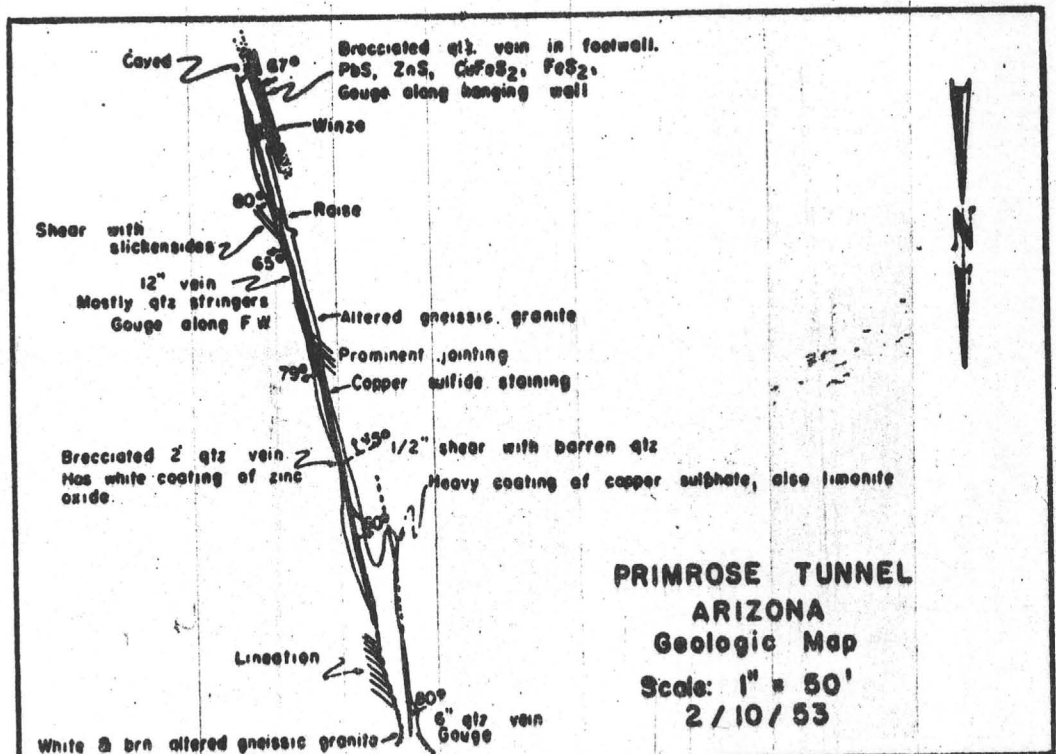 Caved
67°
Brecciated qtz. vein in footwall.
PbS, ZnS, CuFeS₂, FeS₂.
Gouge along hanging wall
Winze
80°
Raise
Shear with
slickensides
65°
12" vein
Mostly qtz stringers
Gouge along F W
Altered gneissic granite
Prominent jointing
79°
Copper sulfide staining
45°
1/2" shear with barren qtz
Brecciated 2' qtz vein
Has white coating of zinc
oxide.
Heavy coating of copper sulphate, also limonite
60°
N
PRIMROSE TUNNEL
ARIZONA
Geologic Map
Scale: 1" = 50'
2/10/53
Lineation
80°
6" qtz vein
Gouge
White & brn altered gneissic granite